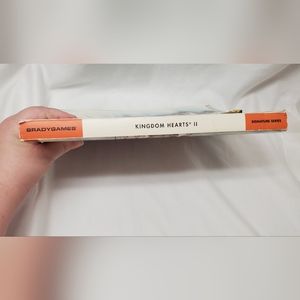 BRADYGAMES
KINGDOM HEARTS® II
SIGNATURE SERIES